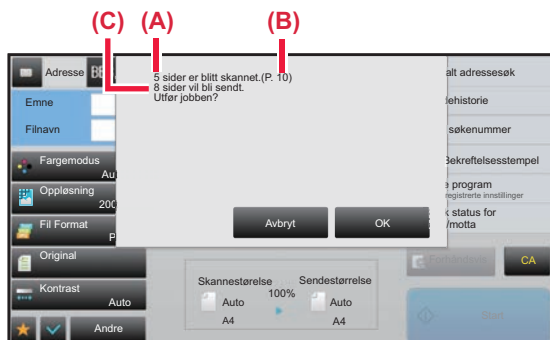 (C) (A) (B)
Adresse
5 sider er blitt skannet.(P. 10)
8 sider vil bli sendt.
Utfør jobben?
alt adressesøk
Emne
Filnavn
søkenummer
Fargemodus
Au
Bekreftelsesstempel
Oppløsning
200
program
registrerte innstillinger
Fil Format
P
status for
/motta
Avbryt OK
Original
CA
Kontrast
Auto
Skannestørelse Sendestørrelse
100%
Auto Auto
A4 A4
Andre
Start